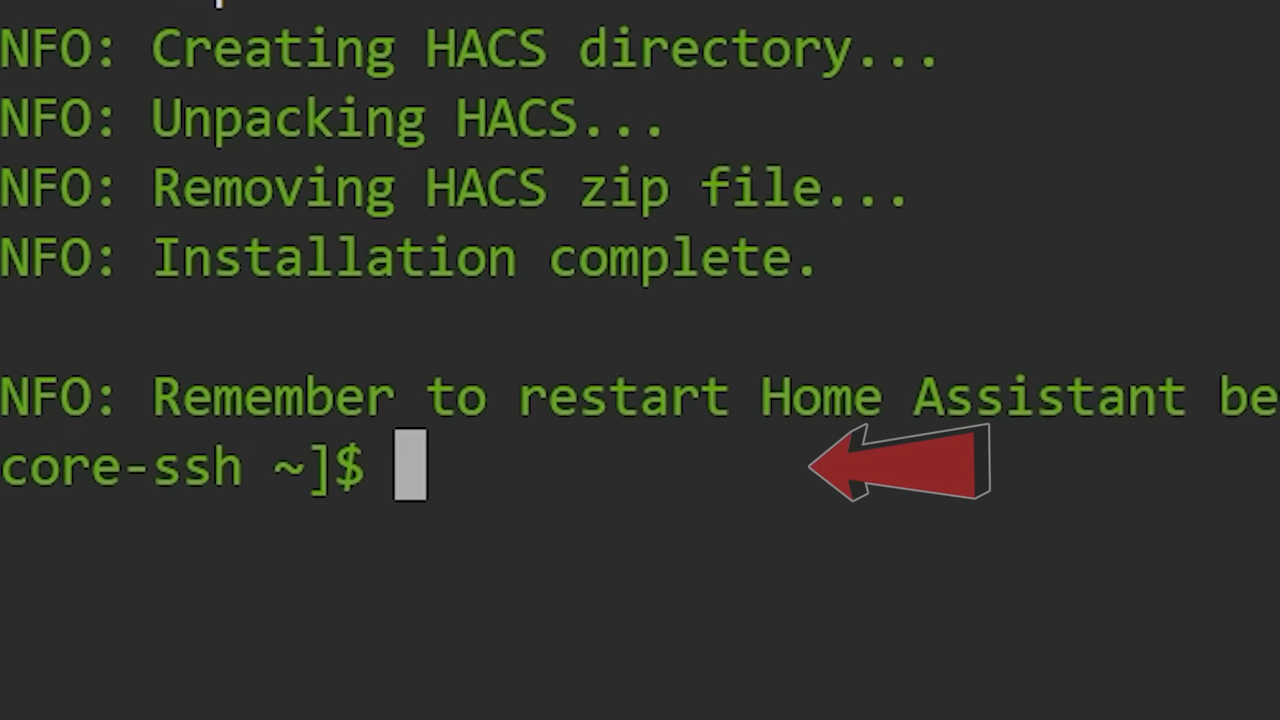 NFO: Creating HACS directory...
NFO: Unpacking HACS...
NFO: Removing HACS zip file...
NFO: Installation complete.
NFO: Remember to restart Home Assistant be
core-ssh ~]$